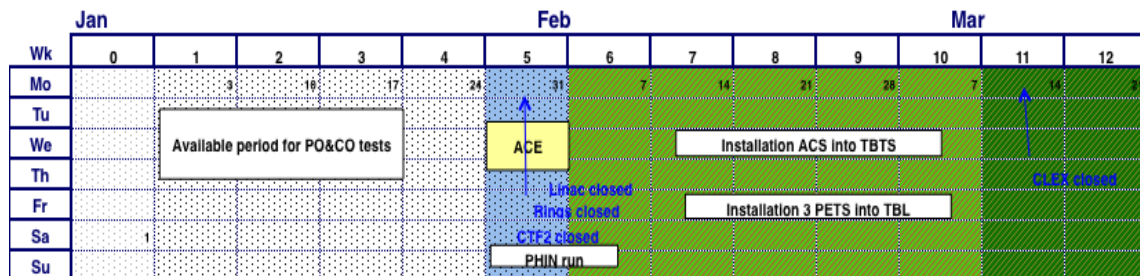 Jan Feb Mar
Wk 0 1 2 3 4 5 6 7 8 9 10 11 12
Mo 3 10 17 24 31 7 14 21 28 7 14
Tu
We Available period for PO&CO tests ACE Installation ACS into TBTS
Th
Linac closed CLEX closed
Fr Rings closed Installation 3 PETS into TBL
Sa 1 CTF2 closed
Su PHIN run